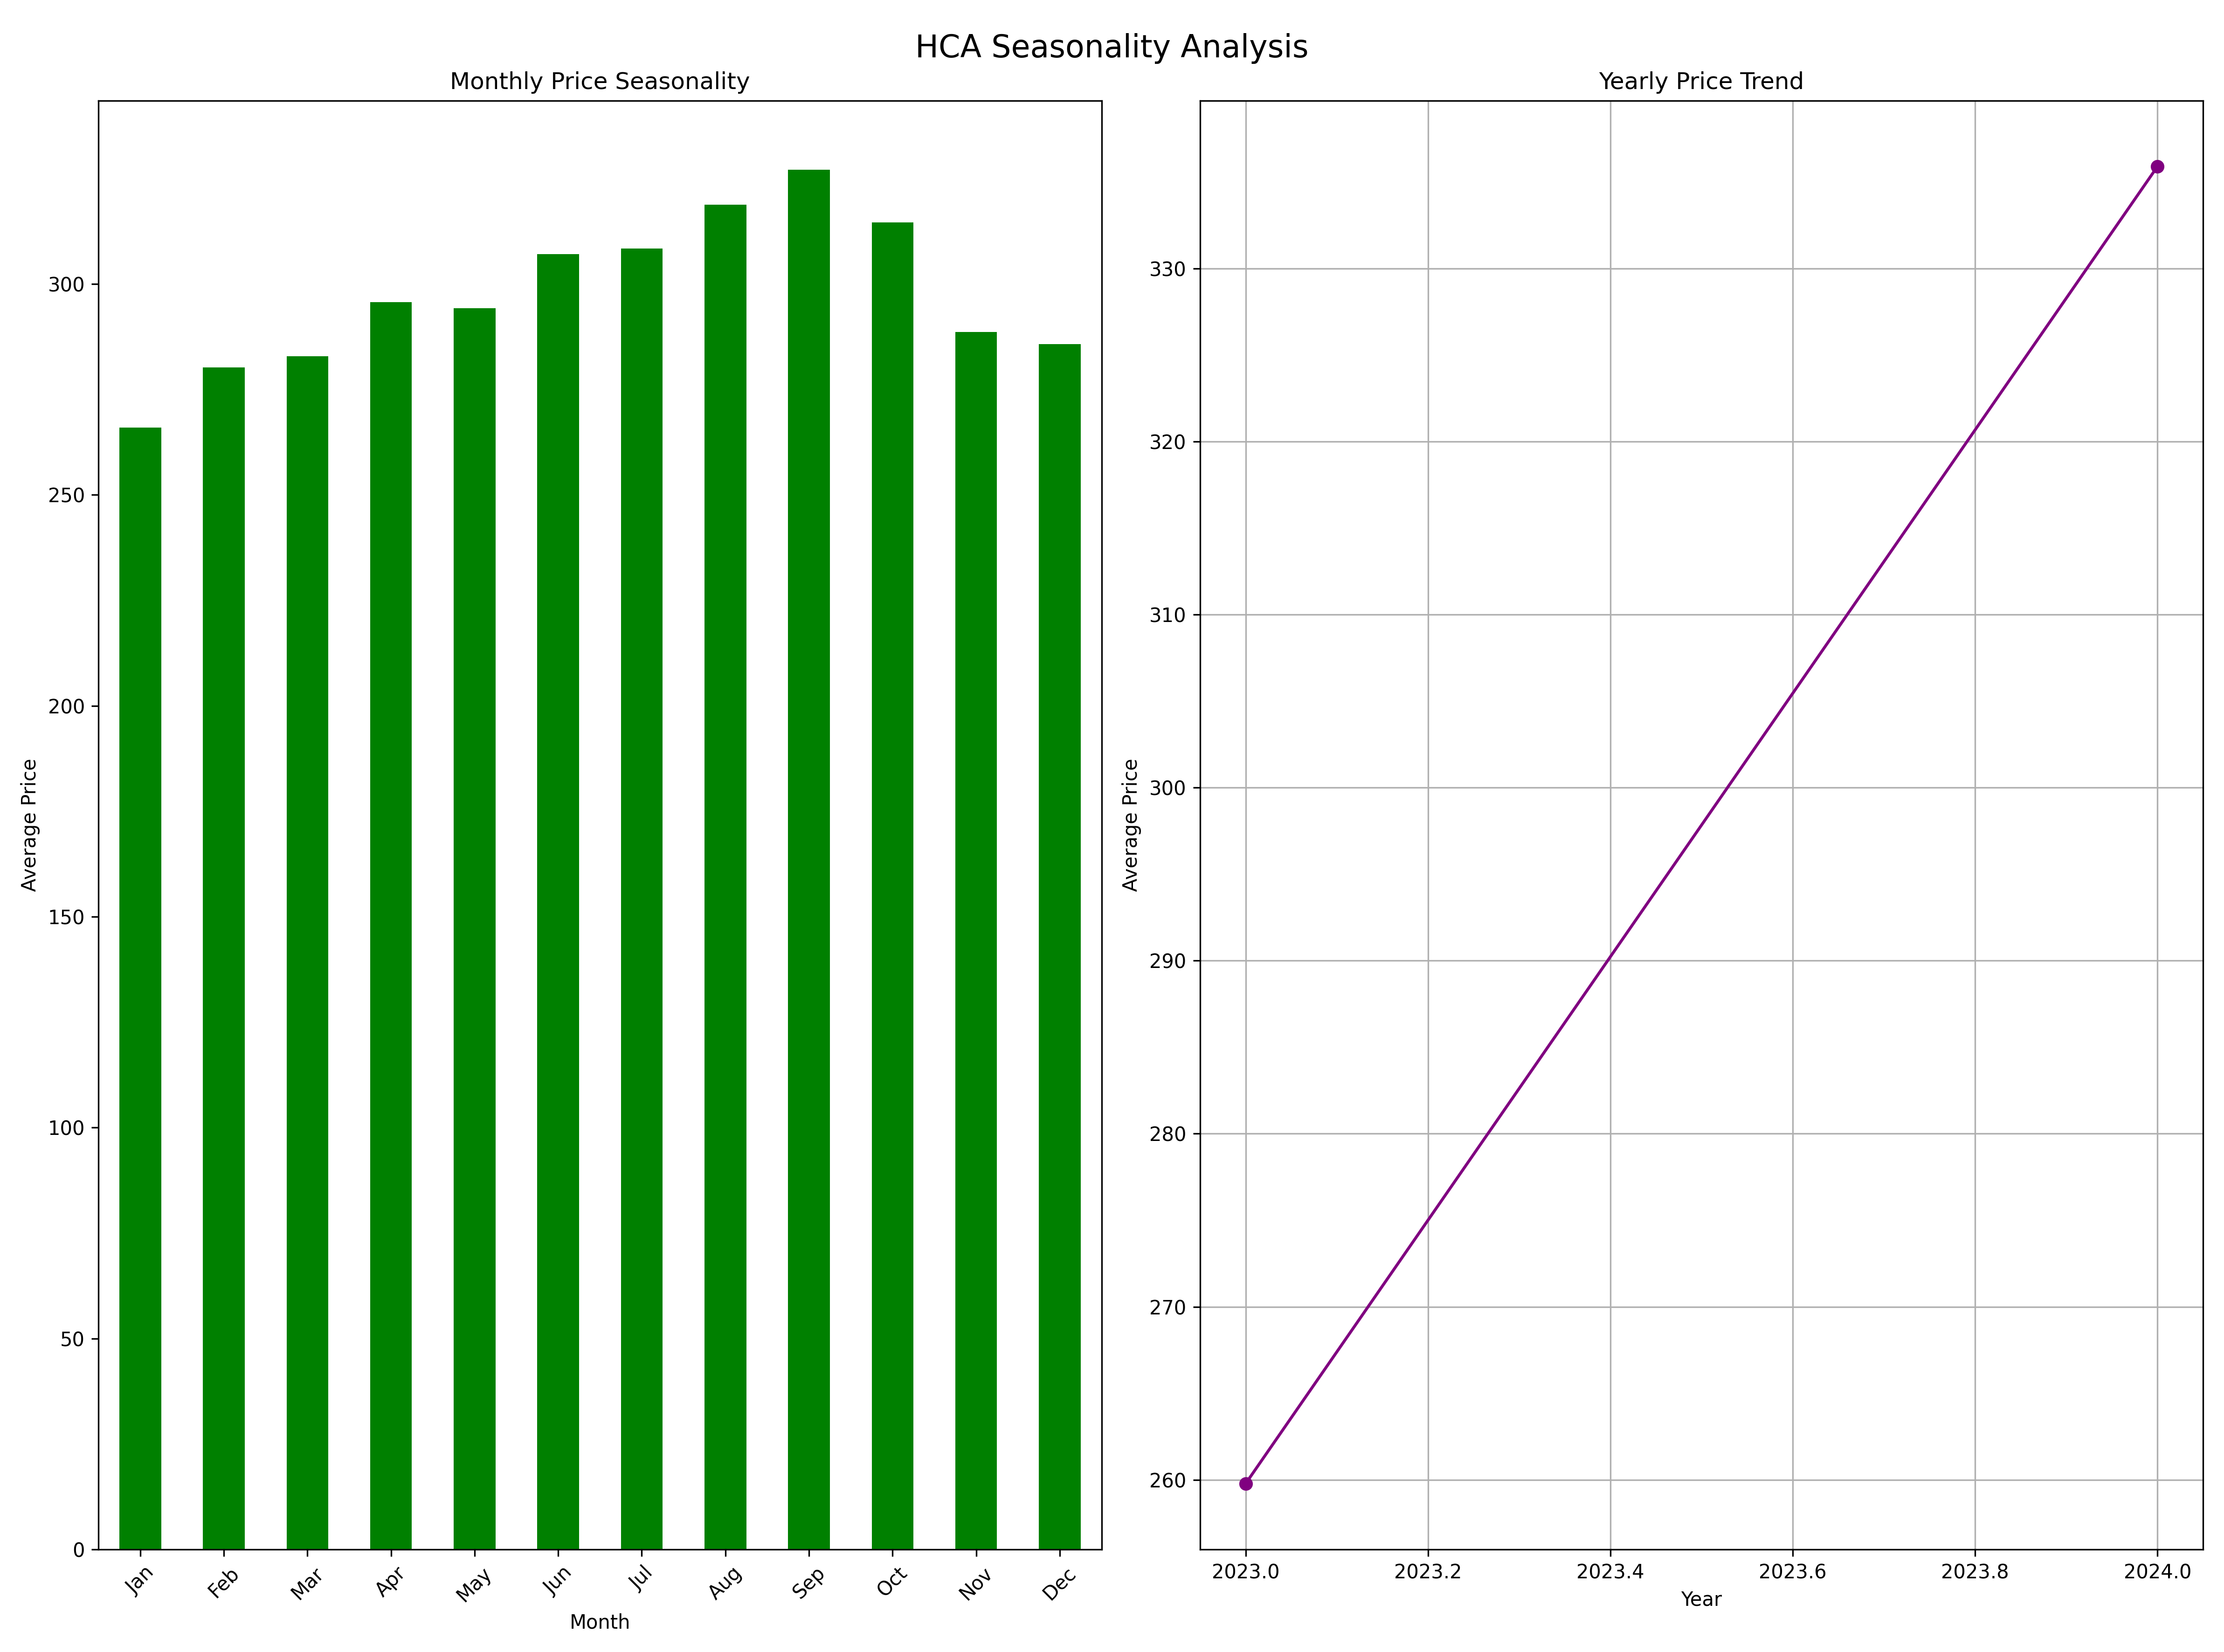 HCA Seasonality Analysis
Monthly Price Seasonality
Average Price
300
250
200
150
100
50
0
Jan Feb Mar Apr May Jun Jul Aug Sep Oct Nov Dec
Month
Yearly Price Trend
Average Price
330
320
310
300
290
280
270
260
2023.0 2023.2 2023.4 2023.6 2023.8 2024.0
Year